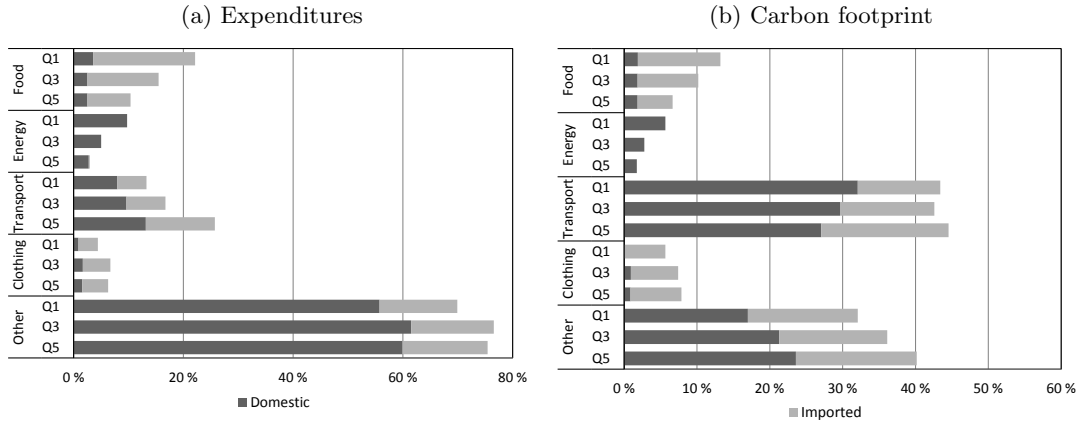 (a) Expenditures
Food
Q1
Q3
Q5
Energy
Q1
Q3
Q5
Transport
Q1
Q3
Q5
Clothing
Q1
Q3
Q5
Other
Q1
Q3
Q5
0 % 20 % 40 % 60 % 80 %
Domestic
(b) Carbon footprint
Food
Q1
Q3
Q5
Energy
Q1
Q3
Q5
Transport
Q1
Q3
Q5
Clothing
Q1
Q3
Q5
Other
Q1
Q3
Q5
0 % 10 % 20 % 30 % 40 % 50 % 60 %
Imported